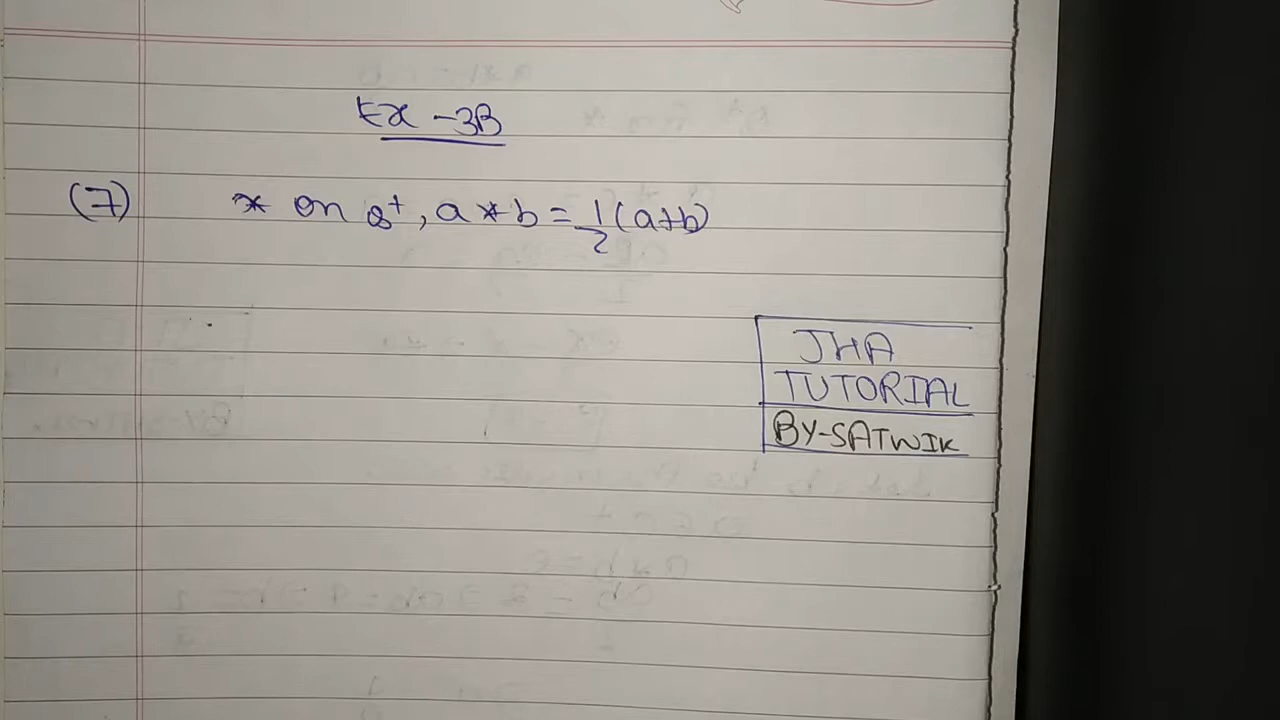 Ex - 3B
(7) * on Q⁺, a * b = 1/2 (a+b)
JHA
TUTORIAL
BY-SATWIK